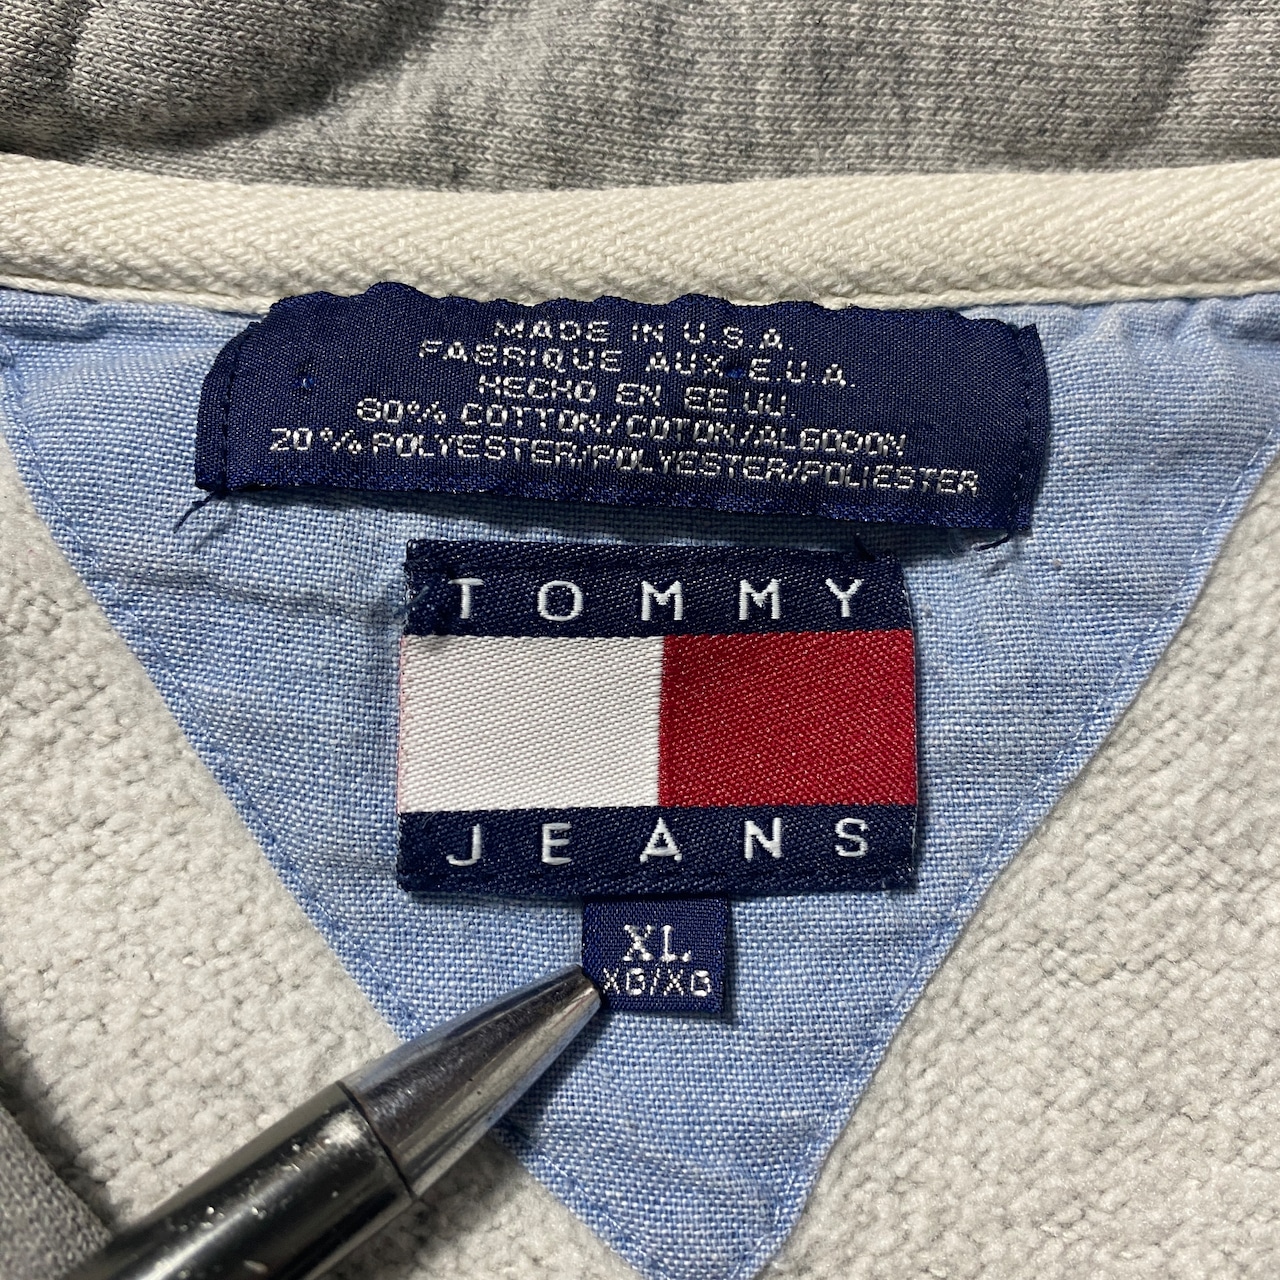 MADE IN U.S.A.
FABRIQUE AUX E.U.A.
HECHO EN EE.UU.
80% COTTON/COTON/ALGODON
20% POLYESTER/POLYESTER/POLIESTER
TOMMY
JEANS
XL
XG/XG